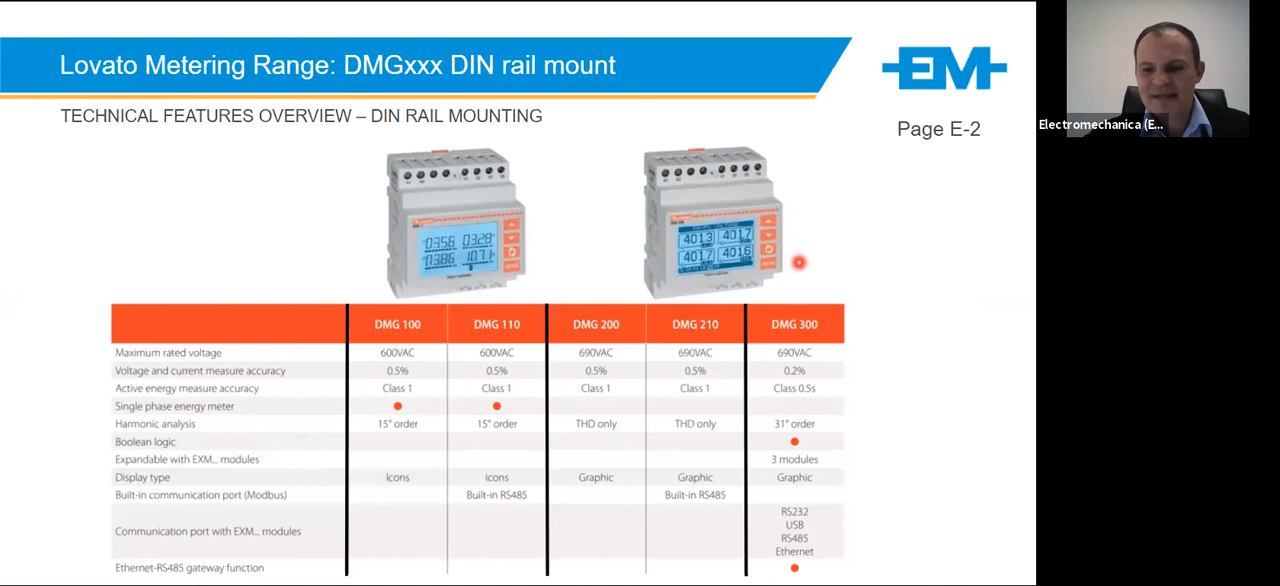 Lovato Metering Range: DMGxxx DIN rail mount
EM
TECHNICAL FEATURES OVERVIEW – DIN RAIL MOUNTING
Page E-2
Electromechanica (E...
4013 4017
4017 4016
DMG 100 DMG 110 DMG 200 DMG 210 DMG 300
Maximum rated voltage 600VAC 600VAC 690VAC 690VAC 690VAC
Voltage and current measure accuracy 0.5% 0.5% 0.5% 0.5% 0.2%
Active energy measure accuracy Class 1 Class 1 Class 1 Class 1 Class 0.5s
Single phase energy meter
Harmonic analysis 15° order 15° order THD only THD only 31° order
Boolean logic
Expandable with EXM... modules 3 modules
Display type Icons Icons Graphic Graphic Graphic
Built-in communication port (Modbus) Built-in RS485 Built-in RS485
Communication port with EXM... modules RS232
USB
RS485
Ethernet
Ethernet-RS485 gateway function